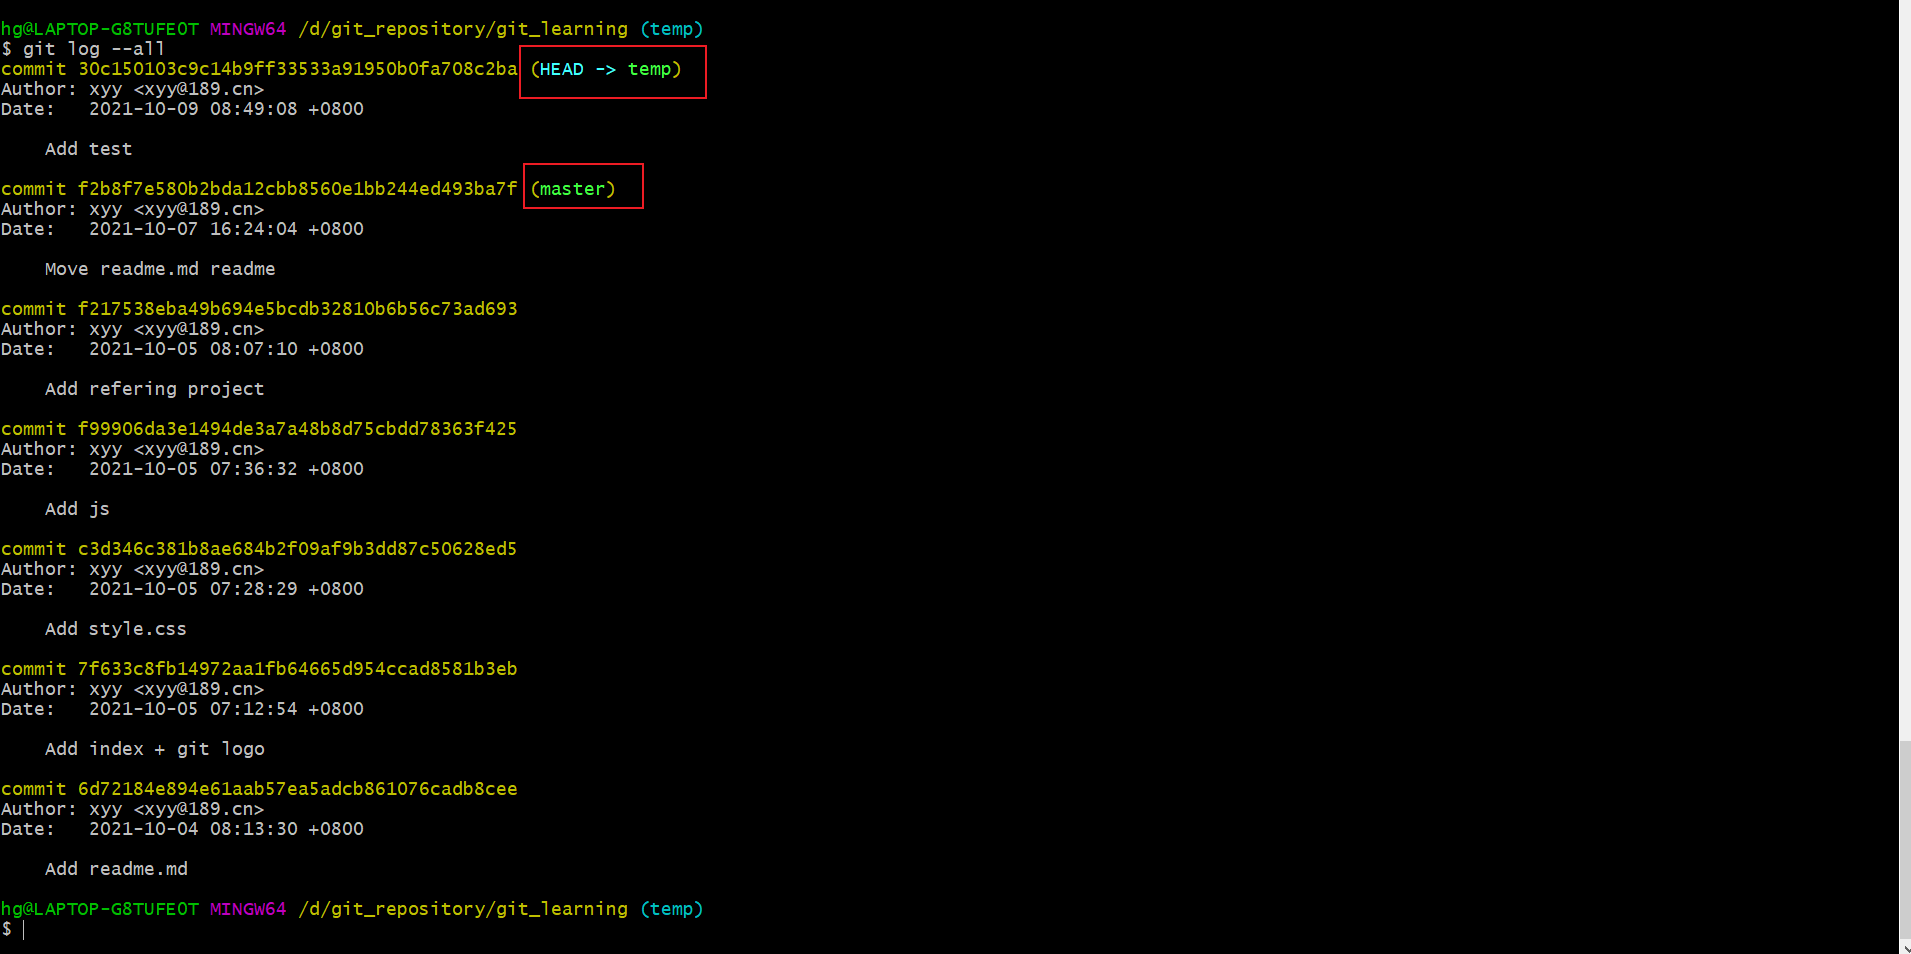 hg@LAPTOP-G8TUFE0T MINGW64 /d/git_repository/git_learning (temp)
$ git log --all
commit 30c150103c9c14b9ff33533a91950b0fa708c2ba (HEAD -> temp)
Author: xyy <xyy@189.cn>
Date:   2021-10-09 08:49:08 +0800
    Add test
commit f2b8f7e580b2bda12cbb8560e1bb244ed493ba7f (master)
Author: xyy <xyy@189.cn>
Date:   2021-10-07 16:24:04 +0800
    Move readme.md readme
commit f217538eba49b694e5bcdb32810b6b56c73ad693
Author: xyy <xyy@189.cn>
Date:   2021-10-05 08:07:10 +0800
    Add refering project
commit f99906da3e1494de3a7a48b8d75cbdd78363f425
Author: xyy <xyy@189.cn>
Date:   2021-10-05 07:36:32 +0800
    Add js
commit c3d346c381b8ae684b2f09af9b3dd87c50628ed5
Author: xyy <xyy@189.cn>
Date:   2021-10-05 07:28:29 +0800
    Add style.css
commit 7f633c8fb14972aa1fb64665d954ccad8581b3eb
Author: xyy <xyy@189.cn>
Date:   2021-10-05 07:12:54 +0800
    Add index + git logo
commit 6d72184e894e61aab57ea5adcb861076cadb8cee
Author: xyy <xyy@189.cn>
Date:   2021-10-04 08:13:30 +0800
    Add readme.md
hg@LAPTOP-G8TUFE0T MINGW64 /d/git_repository/git_learning (temp)
$